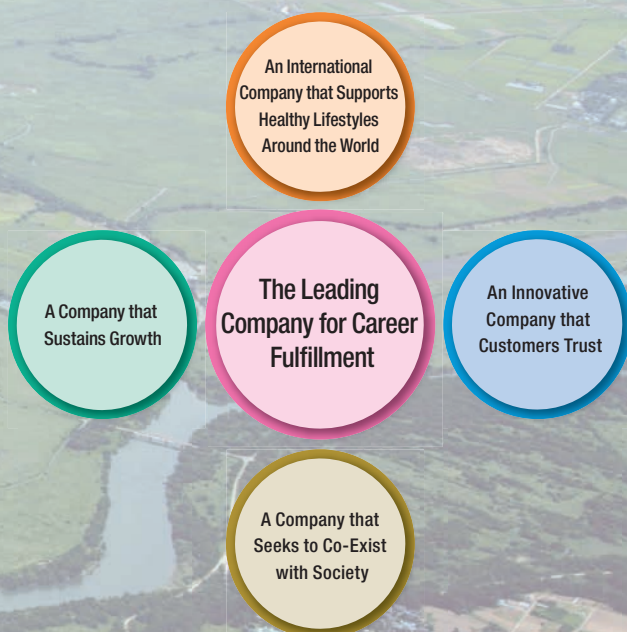 An International
Company that Supports
Healthy Lifestyles
Around the World
The Leading
Company for Career
Fulfillment
A Company that
Sustains Growth
An Innovative
Company that
Customers Trust
A Company that
Seeks to Co-Exist
with Society